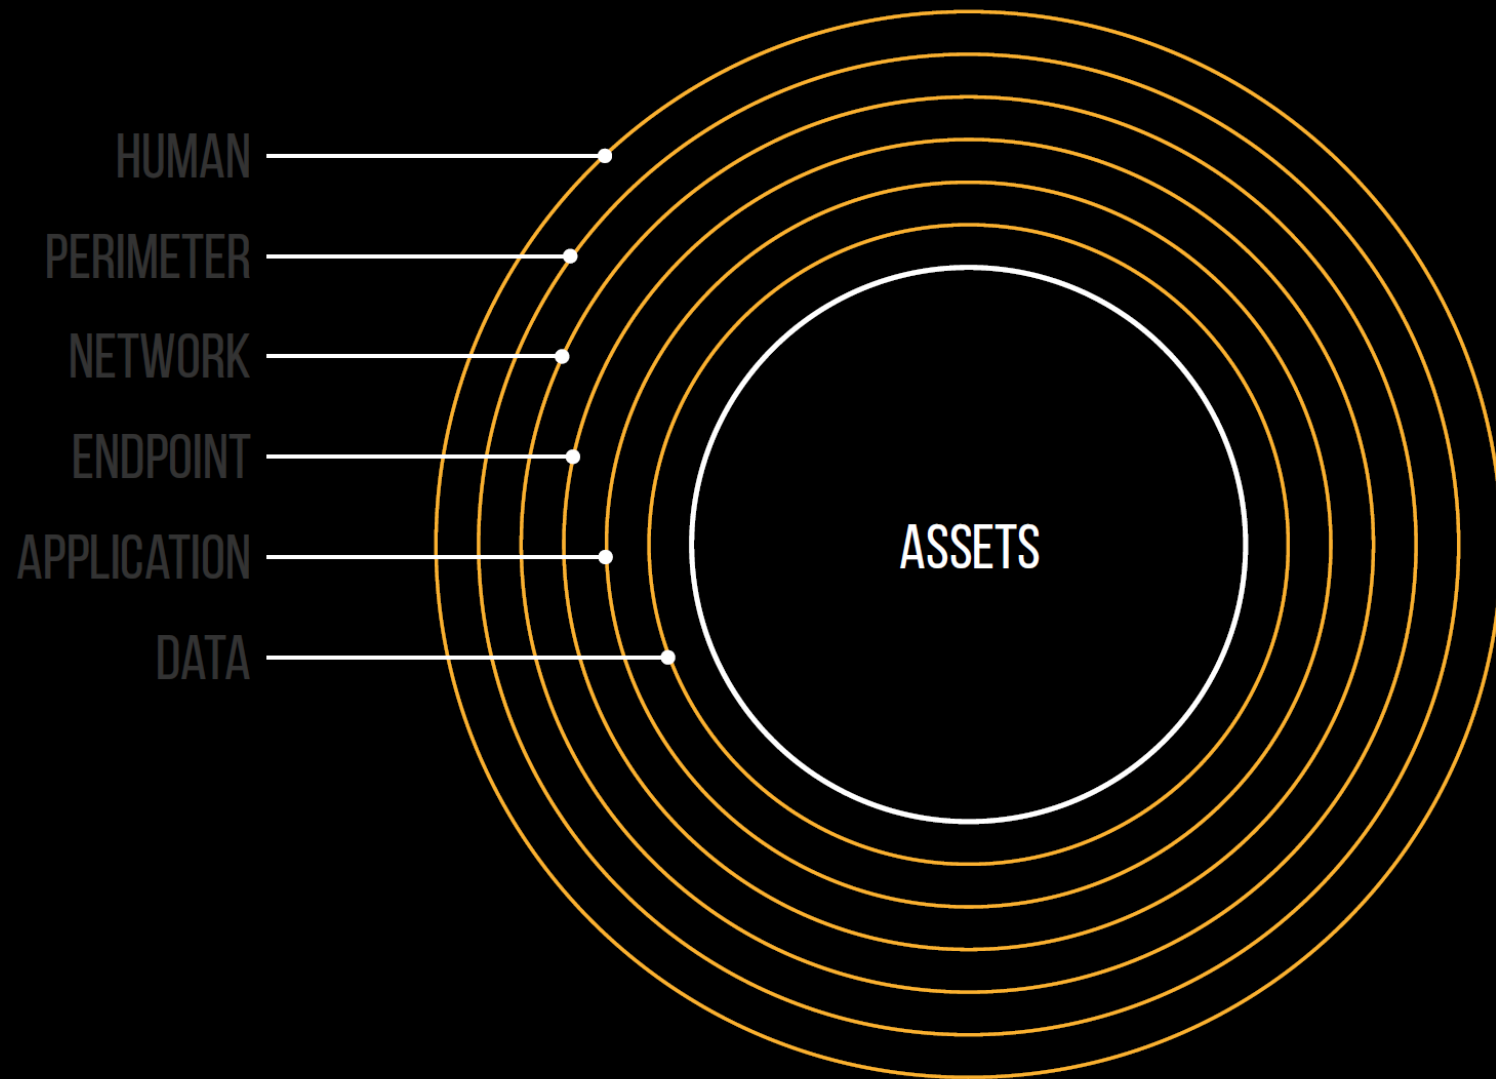 HUMAN
PERIMETER
NETWORK
ENDPOINT
APPLICATION
DATA
ASSETS